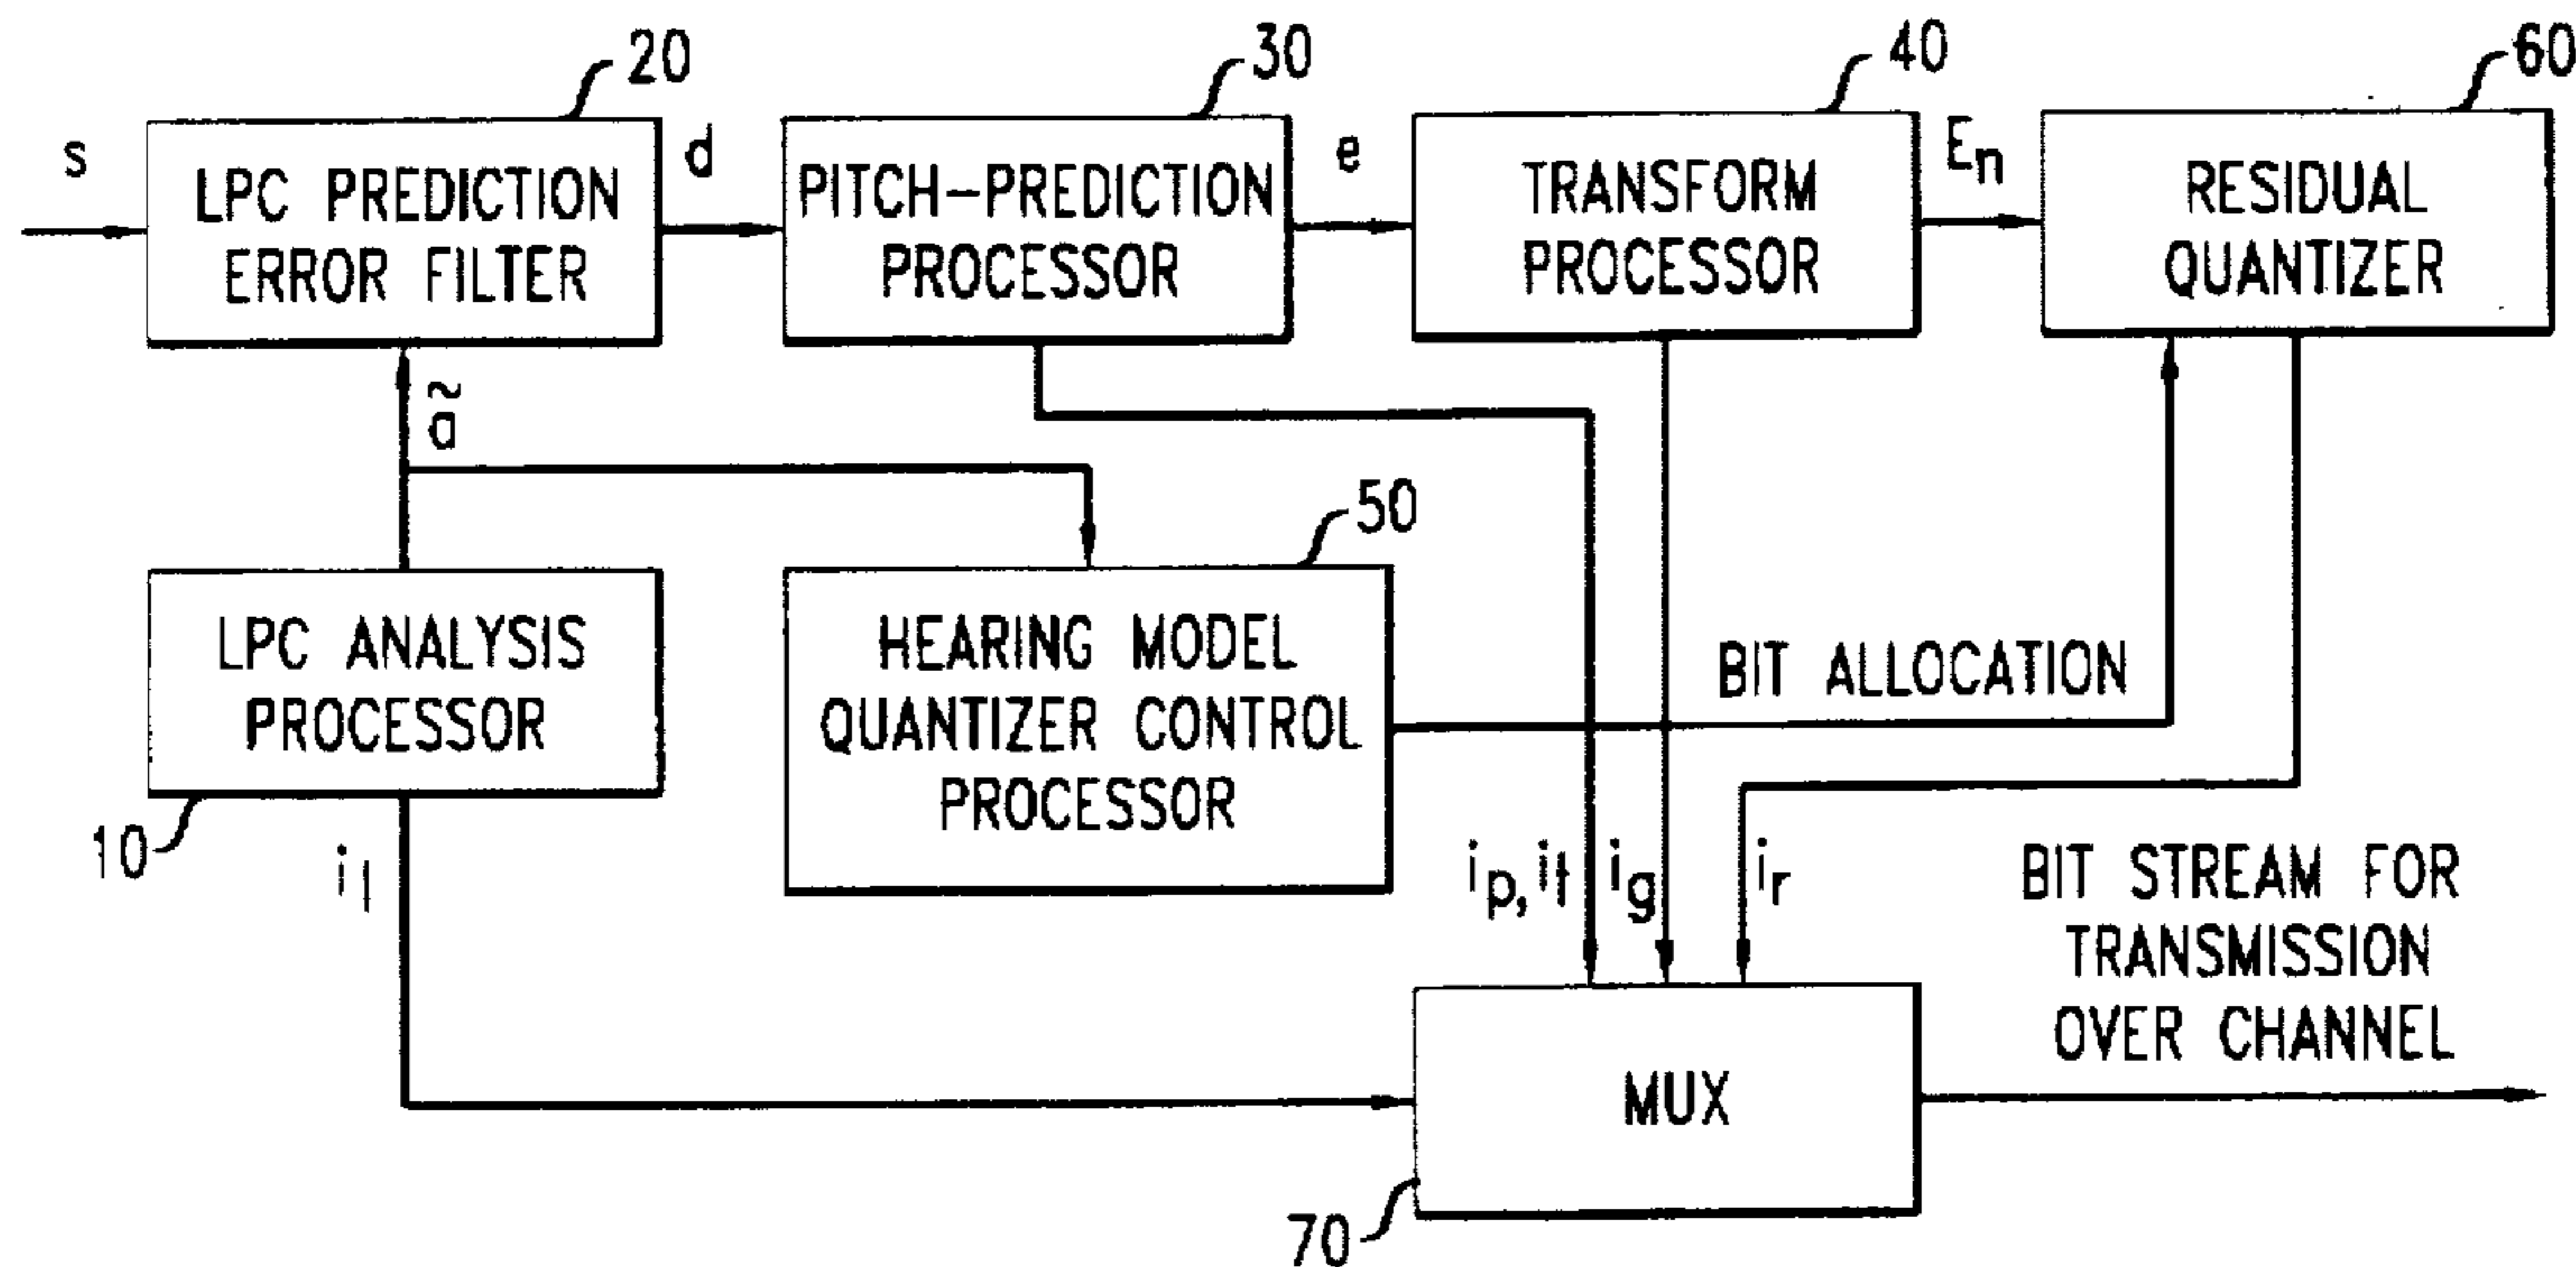 20
30
40
60
s
LPC PREDICTION
ERROR FILTER
d
PITCH-PREDICTION
PROCESSOR
e
TRANSFORM
PROCESSOR
En
RESIDUAL
QUANTIZER
ã
50
LPC ANALYSIS
PROCESSOR
HEARING MODEL
QUANTIZER CONTROL
PROCESSOR
BIT ALLOCATION
10
il
ip, it
ig
ir
BIT STREAM FOR
TRANSMISSION
OVER CHANNEL
MUX
70